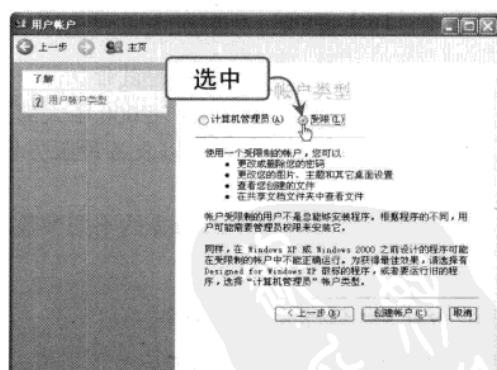 用户帐户
上一步 主页
了解
用户帐户类型
选中
帐户类型
计算机管理员(A) 受限(L)
使用一个受限制的帐户，您可以:
• 更改或删除您的密码
• 更改您的图片、主题和其它桌面设置
• 查看您创建的文件
• 在共享文档文件夹中查看文件
帐户受限制的用户不是总能够安装程序。根据程序的不同，用
户可能需要管理员权限来安装它。
同样，在 Windows XP 或 Windows 2000 之前设计的程序可能
在受限制的帐户中不能正确运行。为获得最佳效果，请选择有
Designed for Windows XP 徽标的程序，或者要运行旧的程
序，选择“计算机管理员”帐户类型。
< 上一步(B) 创建帐户(C) 取消